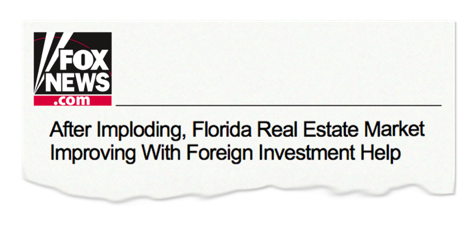 FOX
NEWS
.com
After Imploding, Florida Real Estate Market
Improving With Foreign Investment Help